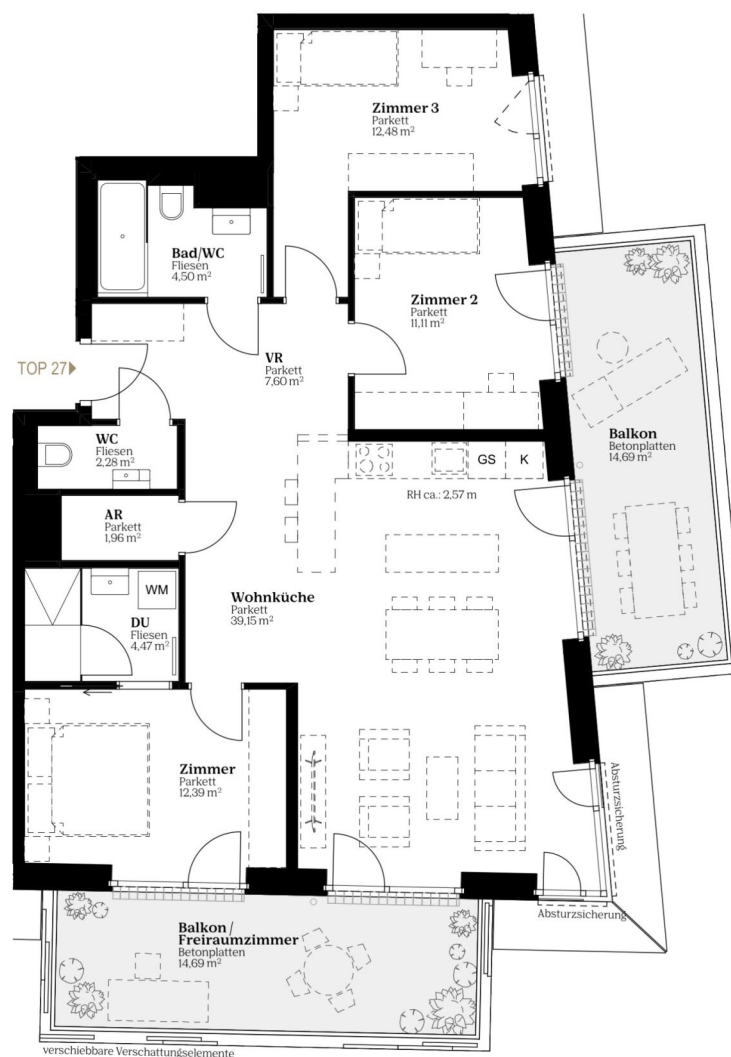 Zimmer 3
Parkett
12,48 m²
Bad/WC
Fliesen
4,50 m²
Zimmer 2
Parkett
11,11 m²
TOP 27
VR
Parkett
7,60 m²
WC
Fliesen
2,28 m²
GS
K
Balkon
Betonplatten
14,69 m²
RH ca.: 2,57 m
AR
Parkett
1,96 m²
Wohnküche
Parkett
39,15 m²
WM
DU
Fliesen
4,47 m²
Zimmer
Parkett
12,39 m²
Absturzsicherung
Absturzsicherung
Balkon /
Freiraumzimmer
Betonplatten
14,69 m²
verschiebbare Verschattungselemente